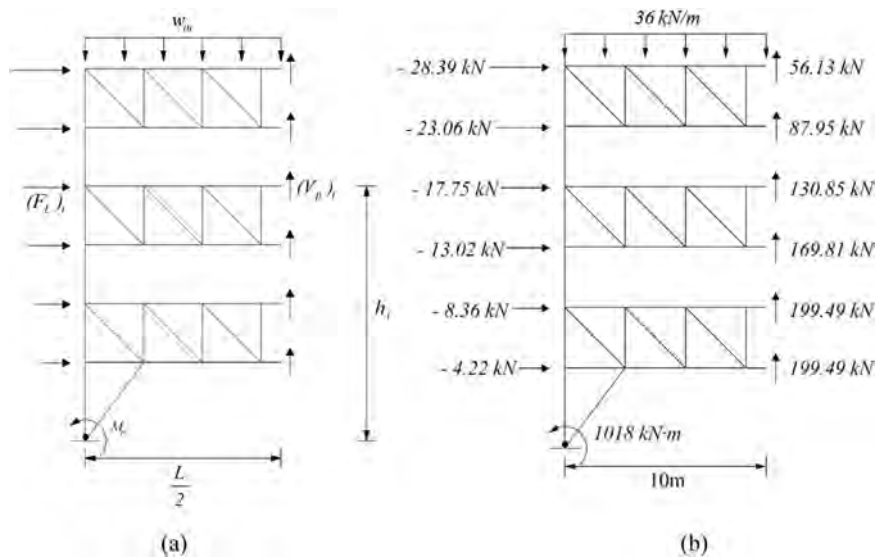 w_in
(F_L)_i
(V_B)_i
h_i
M_c
L
2
(a)
36 kN/m
- 28.39 kN
56.13 kN
- 23.06 kN
87.95 kN
- 17.75 kN
130.85 kN
- 13.02 kN
169.81 kN
- 8.36 kN
199.49 kN
- 4.22 kN
199.49 kN
1018 kN-m
10m
(b)